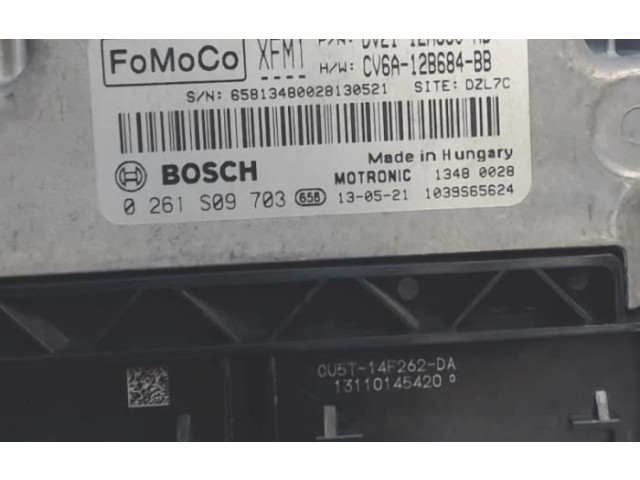 FoMoCo XFM1
H/W: CV6A-12B684-BB
S/N: 65813480028130521 SITE: DZL7C
BOSCH Made in Hungary
MOTRONIC 1348 0028
0 261 S09 703 658 13-05-21 1039S65624
CU5T-14F262-DA
13110145420